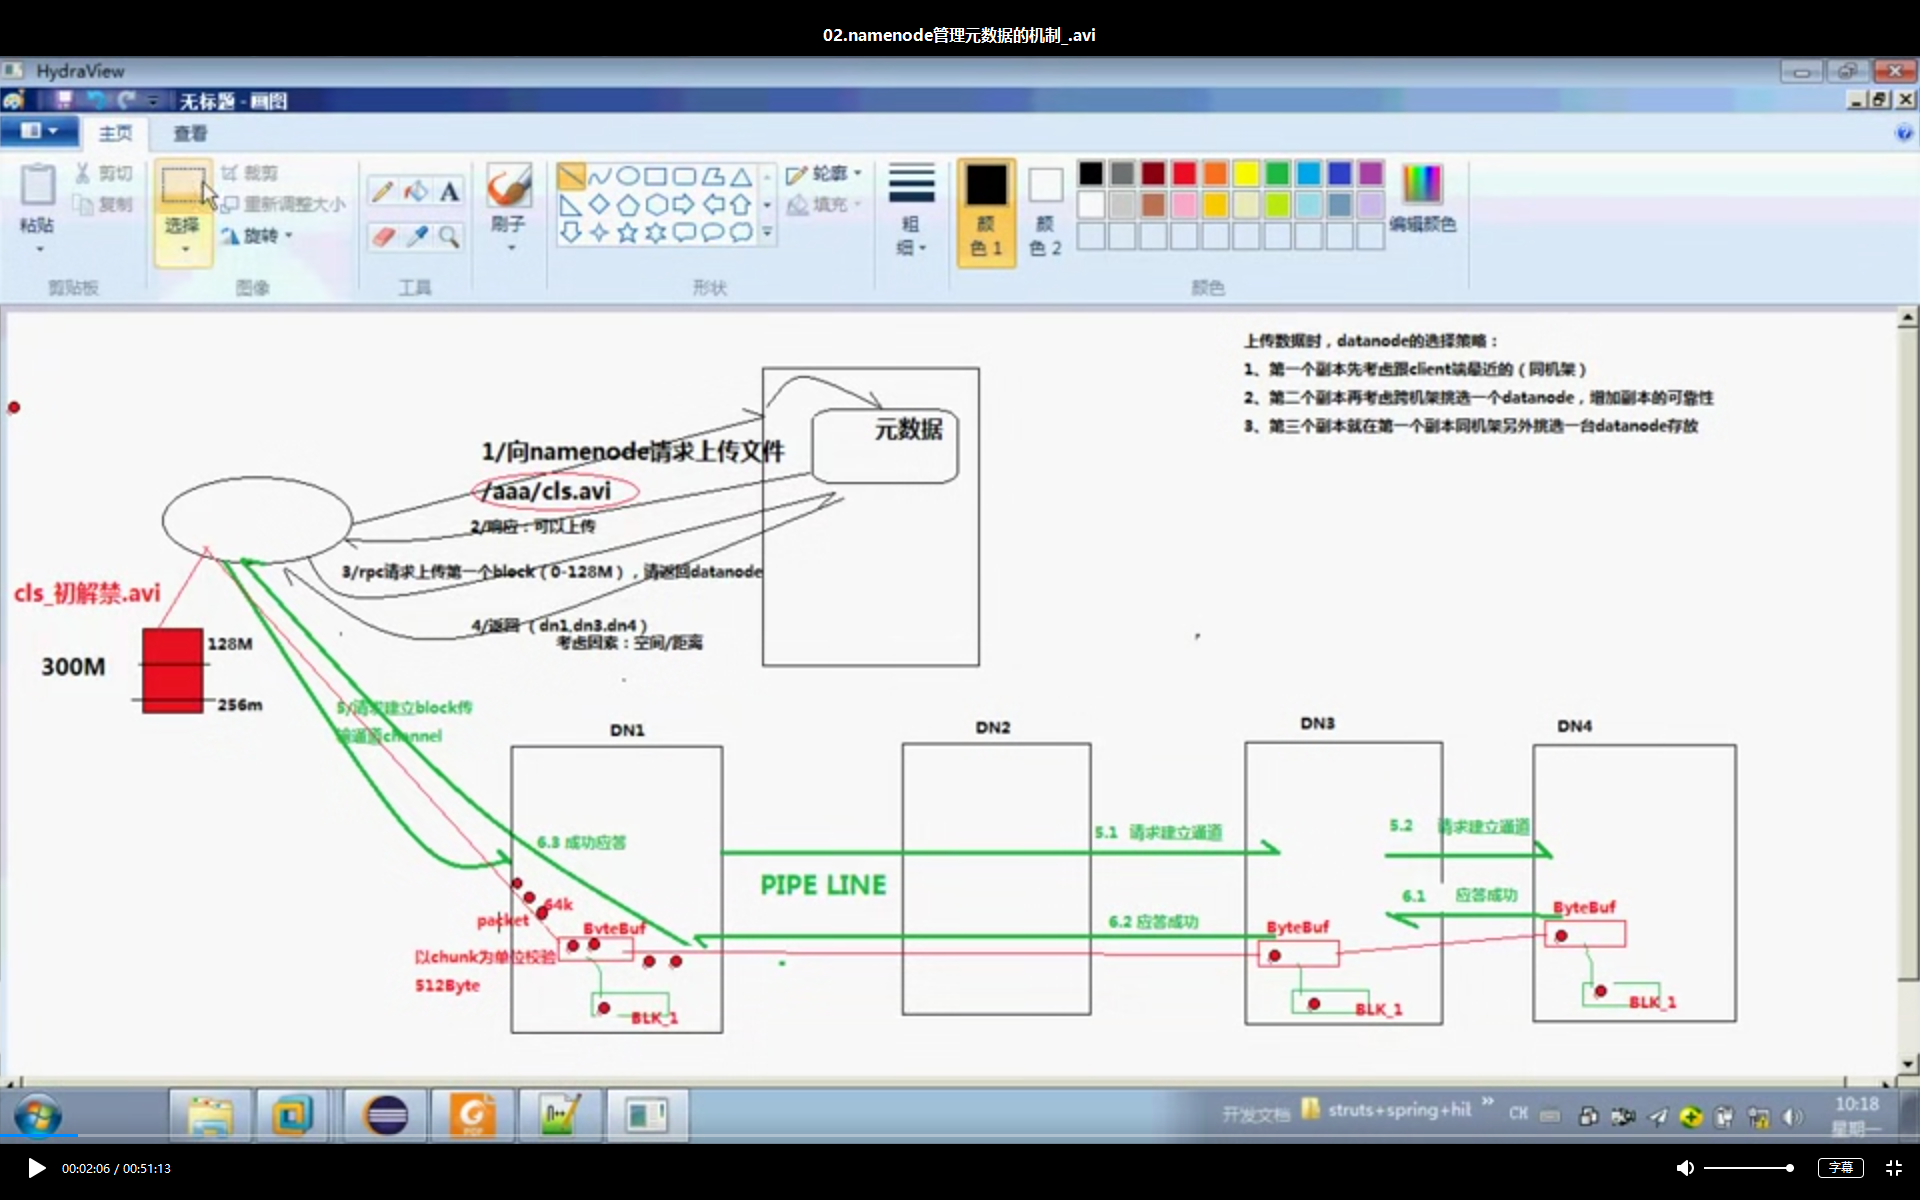 02.namenode管理元数据的机制_.avi
HydraView
无标题 - 画图
主页
查看
粘贴
剪切
复制
剪贴板
选择
裁剪
重新调整大小
旋转
图像
A
工具
刷子
轮廓
填充
形状
粗
细
颜
色 1
颜
色 2
编辑颜色
颜色
上传数据时，datanode的选择策略：
1、第一个副本先考虑跟client端最近的（同机架）
2、第二个副本再考虑跨机架挑选一个datanode，增加副本的可靠性
3、第三个副本就在第一个副本同机架另外挑选一台datanode存放
元数据
1/向namenode请求上传文件
/aaa/cls.avi
2/响应：可以上传
3/rpc请求上传第一个block（0-128M），请返回datanode
4/返回（dn1,dn3.dn4）
考虑因素：空间/距离
cls_初解禁.avi
300M
128M
256m
5/请求建立block传
输通道channel
DN1
DN2
DN3
DN4
6.3 成功应答
5.1 请求建立通道
5.2 请求建立通道
PIPE LINE
6.1 应答成功
6.2 应答成功
64k
packet
ByteBuf
ByteBuf
ByteBuf
以chunk为单位校验
512Byte
BLK_1
BLK_1
BLK_1
开发文档
struts+spring+hil
CH
10:18
星期一
00:02:06 / 00:51:13
字幕